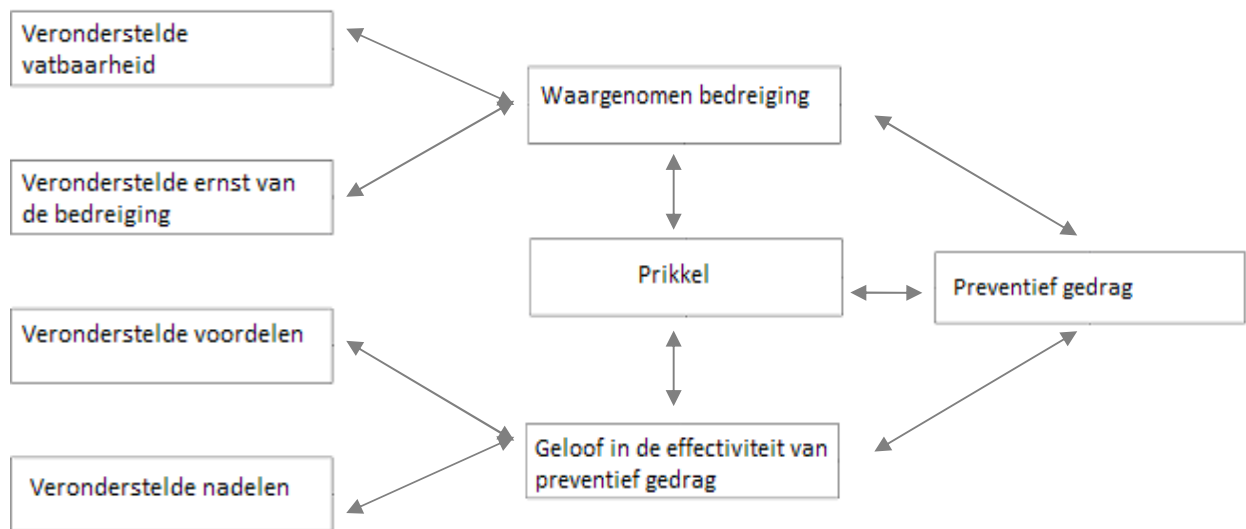 Veronderstelde
vatbaarheid
Veronderstelde ernst van
de bedreiging
Veronderstelde voordelen
Veronderstelde nadelen
Waargenomen bedreiging
Prikkel
Geloof in de effectiviteit van
preventief gedrag
Preventief gedrag